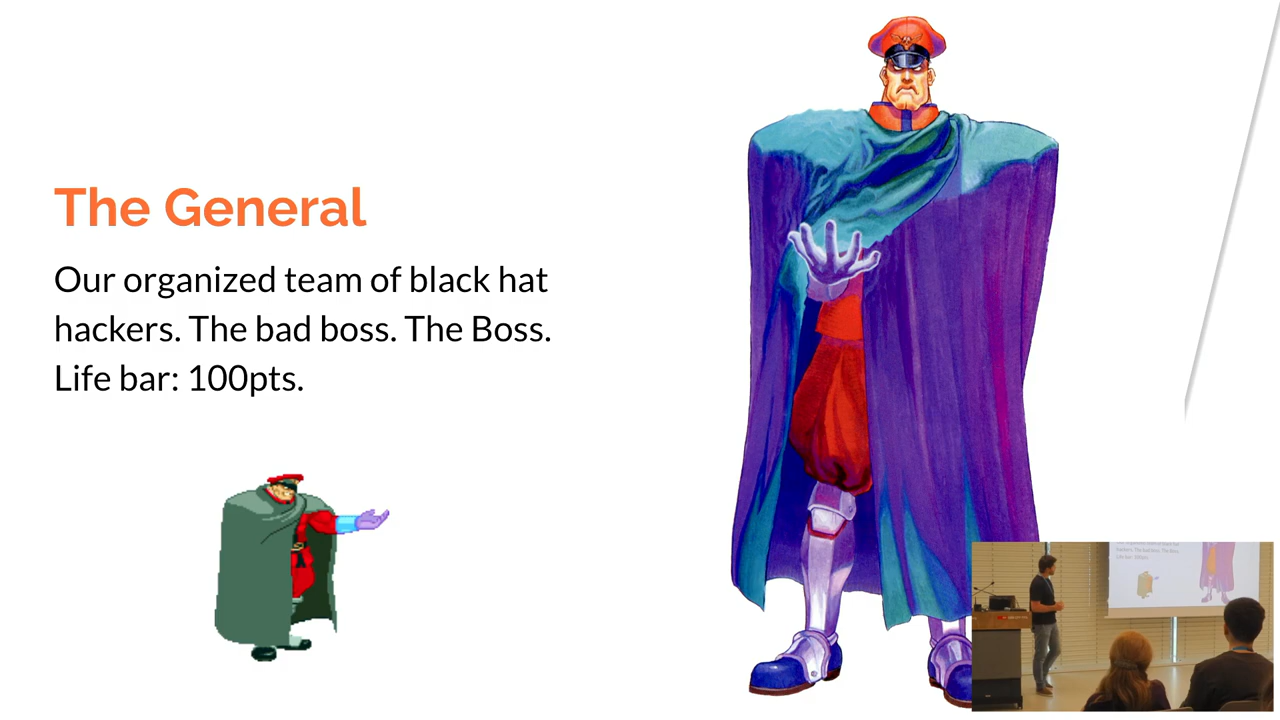 The General
Our organized team of black hat
hackers. The bad boss. The Boss.
Life bar: 100pts.